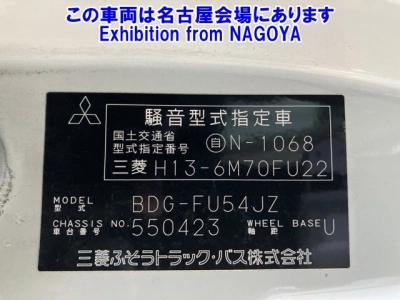 この車両は名古屋会場にあります
Exhibition from NAGOYA
騒音型式指定車
国土交通省
型式指定番号 自 N-1068
三菱 H13-6M70FU22
MODEL
型式 BDG-FU54JZ
CHASSIS NO. 550423 WHEEL BASE U
車台番号 軸距
三菱ふそうトラック・バス株式会社